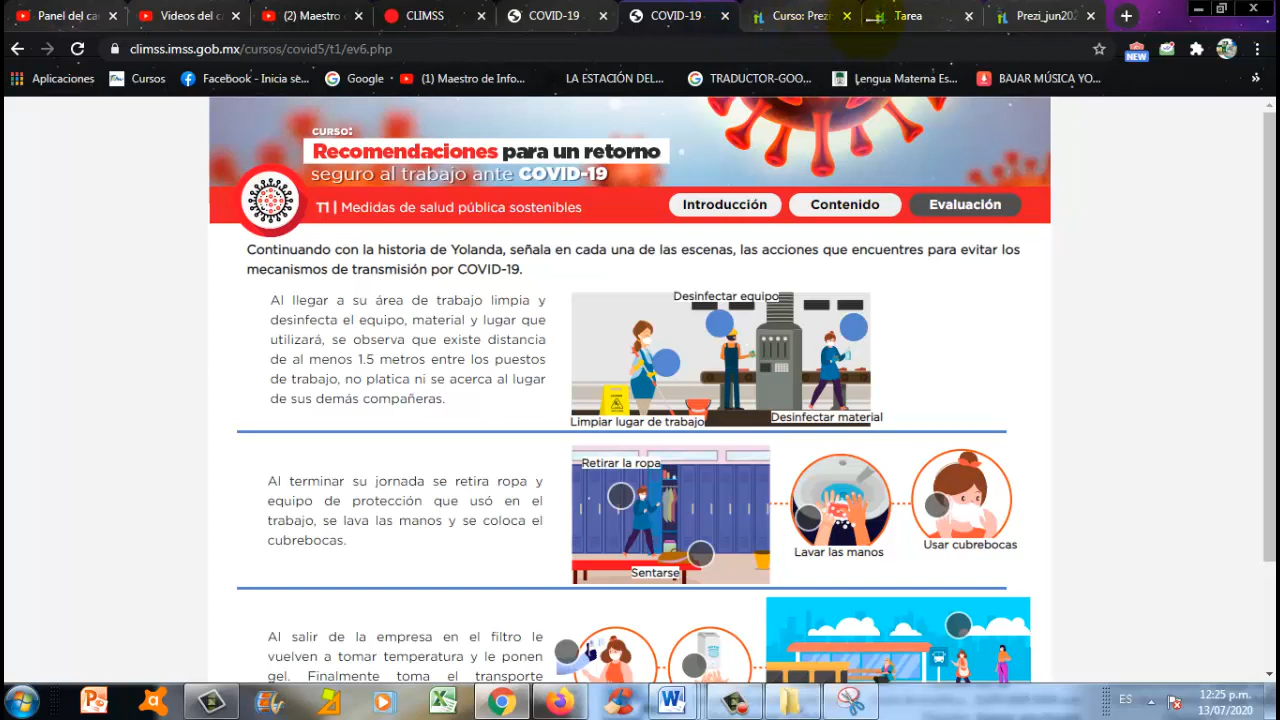 Panel del ca
Videos del c
(2) Maestro
CLIMSS
COVID-19
COVID-19
Curso: Prez
Tarea
Prezi_jun202
climss.imss.gob.mx/cursos/covid5/t1/ev6.php
NEW
Aplicaciones
Cursos
Facebook - Inicia se...
Google
(1) Maestro de Info...
LA ESTACIÓN DEL...
TRADUCTOR-GOO...
Lengua Materna Es...
BAJAR MÚSICA YO...
CURSO:
Recomendaciones para un retorno
seguro al trabajo ante COVID-19
T1 | Medidas de salud pública sostenibles
Introducción
Contenido
Evaluación
Continuando con la historia de Yolanda, señala en cada una de las escenas, las acciones que encuentres para evitar los
mecanismos de transmisión por COVID-19.
Al llegar a su área de trabajo limpia y
desinfecta el equipo, material y lugar que
utilizará, se observa que existe distancia
de al menos 1.5 metros entre los puestos
de trabajo, no platica ni se acerca al lugar
de sus demás compañeras.
Desinfectar equipo
Limpiar lugar de trabajo
Desinfectar material
Al terminar su jornada se retira ropa y
equipo de protección que usó en el
trabajo, se lava las manos y se coloca el
cubrebocas.
Retirar la ropa
Sentarse
Lavar las manos
Usar cubrebocas
Al salir de la empresa en el filtro le
vuelven a tomar temperatura y le ponen
gel. Finalmente toma el transporte
ES
12:25 p.m.
13/07/2020